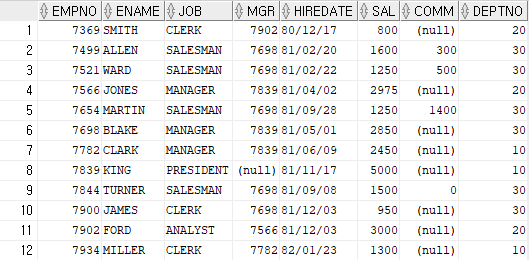 EMPNO ENAME JOB MGR HIREDATE SAL COMM DEPTNO
1 7369 SMITH CLERK 7902 80/12/17 800 (null) 20
2 7499 ALLEN SALESMAN 7698 81/02/20 1600 300 30
3 7521 WARD SALESMAN 7698 81/02/22 1250 500 30
4 7566 JONES MANAGER 7839 81/04/02 2975 (null) 20
5 7654 MARTIN SALESMAN 7698 81/09/28 1250 1400 30
6 7698 BLAKE MANAGER 7839 81/05/01 2850 (null) 30
7 7782 CLARK MANAGER 7839 81/06/09 2450 (null) 10
8 7839 KING PRESIDENT (null) 81/11/17 5000 (null) 10
9 7844 TURNER SALESMAN 7698 81/09/08 1500 0 30
10 7900 JAMES CLERK 7698 81/12/03 950 (null) 30
11 7902 FORD ANALYST 7566 81/12/03 3000 (null) 20
12 7934 MILLER CLERK 7782 82/01/23 1300 (null) 10